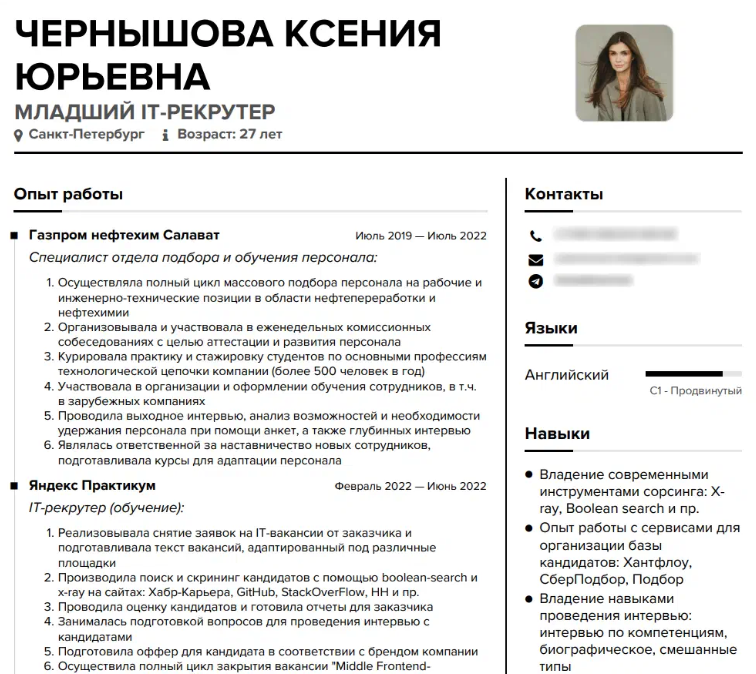 ЧЕРНЫШОВА КСЕНИЯ
ЮРЬЕВНА
МЛАДШИЙ IT-РЕКРУТЕР
Санкт-Петербург Возраст: 27 лет
Опыт работы
Газпром нефтехим Салават Июль 2019 — Июль 2022
Специалист отдела подбора и обучения персонала:
1. Осуществляла полный цикл массового подбора персонала на рабочие и
инженерно-технические позиции в области нефтепереработки и
нефтехимии
2. Организовывала и участвовала в еженедельных комиссионных
собеседованиях с целью аттестации и развития персонала
3. Курировала практику и стажировку студентов по основными профессиям
технологической цепочки компании (более 500 человек в год)
4. Участвовала в организации и оформлении обучения сотрудников, в т.ч.
в зарубежных компаниях
5. Проводила выходное интервью, анализ возможностей и необходимости
удержания персонала при помощи анкет, а также глубинных интервью
6. Являлась ответственной за наставничество новых сотрудников,
подготавливала курсы для адаптации персонала
Яндекс Практикум Февраль 2022 — Июнь 2022
IT-рекрутер (обучение):
1. Реализовывала снятие заявок на IT-вакансии от заказчика и
подготавливала текст вакансий, адаптированный под различные
площадки
2. Производила поиск и скрининг кандидатов с помощью boolean-search и
x-ray на сайтах: Хабр-Карьера, GitHub, StackOverFlow, HH и пр.
3. Проводила оценку кандидатов и готовила отчеты для заказчика
4. Занималась подготовкой вопросов для проведения интервью с
кандидатами
5. Подготовила оффер для кандидата в соответствии с брендом компании
6. Осуществила полный цикл закрытия вакансии "Middle Frontend-
Контакты
Языки
Английский
C1 - Продвинутый
Навыки
Владение современными
инструментами сорсинга: X-
ray, Boolean search и пр.
Опыт работы с сервисами для
организации базы
кандидатов: Хантфлоу,
СберПодбор, Подбор
Владение навыками
проведения интервью:
интервью по компетенциям,
биографическое, смешанные
типы